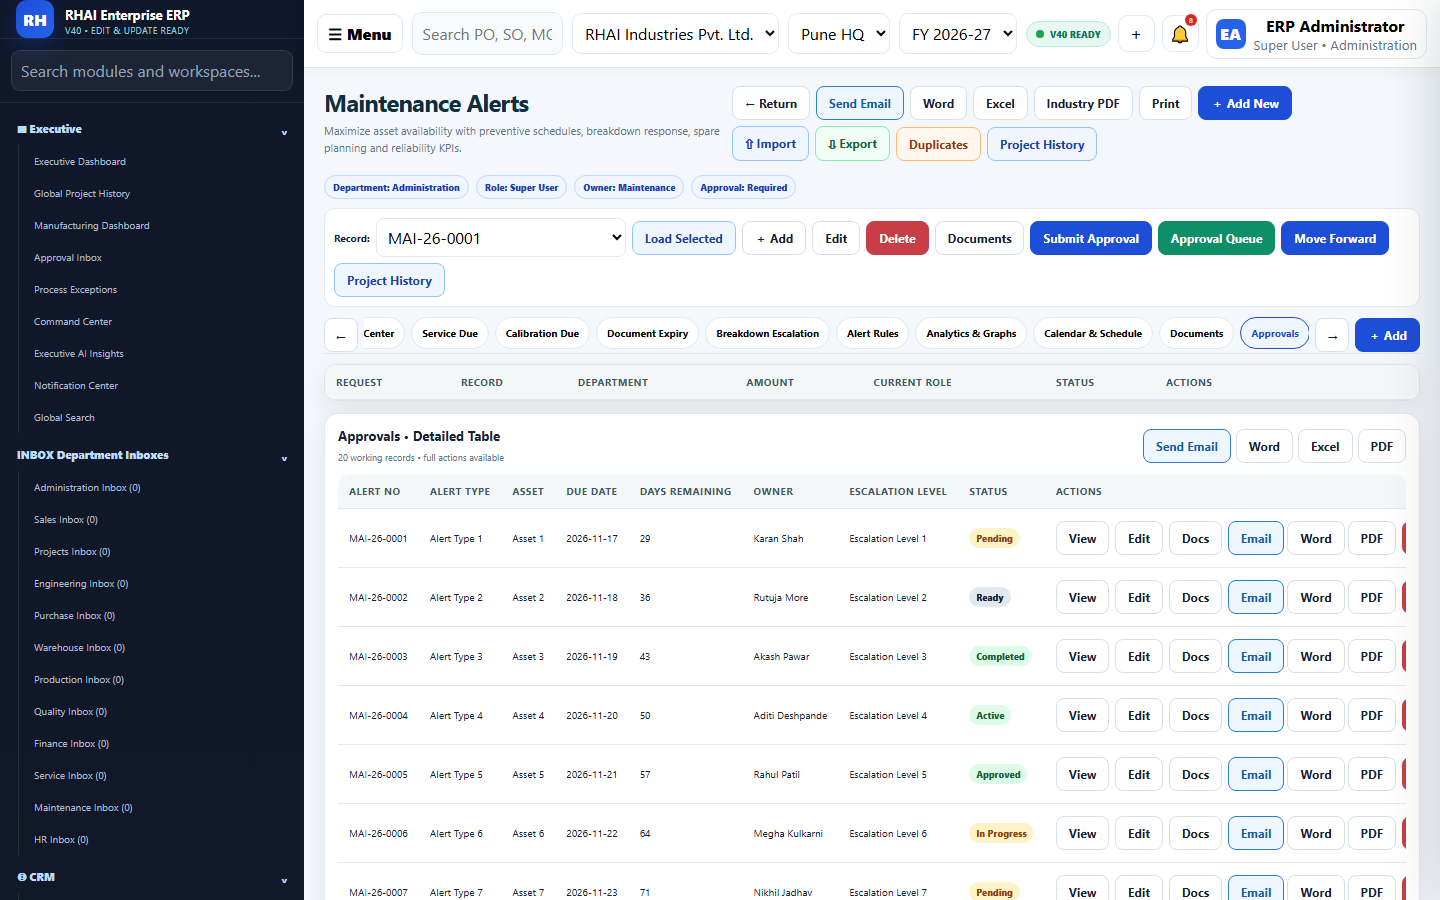 RH
RHAI Enterprise ERP
V40 • EDIT & UPDATE READY
Search modules and workspaces...
Executive
Executive Dashboard
Global Project History
Manufacturing Dashboard
Approval Inbox
Process Exceptions
Command Center
Executive AI Insights
Notification Center
Global Search
INBOX Department Inboxes
Administration Inbox (0)
Sales Inbox (0)
Projects Inbox (0)
Engineering Inbox (0)
Purchase Inbox (0)
Warehouse Inbox (0)
Production Inbox (0)
Quality Inbox (0)
Finance Inbox (0)
Service Inbox (0)
Maintenance Inbox (0)
HR Inbox (0)
CRM
☰ Menu
Search PO, SO, MO
RHAI Industries Pvt. Ltd.
Pune HQ
FY 2026-27
V40 READY
+
8
EA
ERP Administrator
Super User • Administration
Maintenance Alerts
Maximize asset availability with preventive schedules, breakdown response, spare
planning and reliability KPIs.
← Return
Send Email
Word
Excel
Industry PDF
Print
+ Add New
⇧ Import
⇩ Export
Duplicates
Project History
Department: Administration
Role: Super User
Owner: Maintenance
Approval: Required
Record:
MAI-26-0001
Load Selected
+ Add
Edit
Delete
Documents
Submit Approval
Approval Queue
Move Forward
Project History
←
Center
Service Due
Calibration Due
Document Expiry
Breakdown Escalation
Alert Rules
Analytics & Graphs
Calendar & Schedule
Documents
Approvals
→
+ Add
REQUEST RECORD DEPARTMENT AMOUNT CURRENT ROLE STATUS ACTIONS
Approvals • Detailed Table
20 working records • full actions available
Send Email
Word
Excel
PDF
ALERT NO ALERT TYPE ASSET DUE DATE DAYS REMAINING OWNER ESCALATION LEVEL STATUS ACTIONS
MAI-26-0001 Alert Type 1 Asset 1 2026-11-17 29 Karan Shah Escalation Level 1 Pending View Edit Docs Email Word PDF
MAI-26-0002 Alert Type 2 Asset 2 2026-11-18 36 Rutuja More Escalation Level 2 Ready View Edit Docs Email Word PDF
MAI-26-0003 Alert Type 3 Asset 3 2026-11-19 43 Akash Pawar Escalation Level 3 Completed View Edit Docs Email Word PDF
MAI-26-0004 Alert Type 4 Asset 4 2026-11-20 50 Aditi Deshpande Escalation Level 4 Active View Edit Docs Email Word PDF
MAI-26-0005 Alert Type 5 Asset 5 2026-11-21 57 Rahul Patil Escalation Level 5 Approved View Edit Docs Email Word PDF
MAI-26-0006 Alert Type 6 Asset 6 2026-11-22 64 Megha Kulkarni Escalation Level 6 In Progress View Edit Docs Email Word PDF
MAI-26-0007 Alert Type 7 Asset 7 2026-11-23 71 Nikhil Jadhav Escalation Level 7 Pending View Edit Docs Email Word PDF